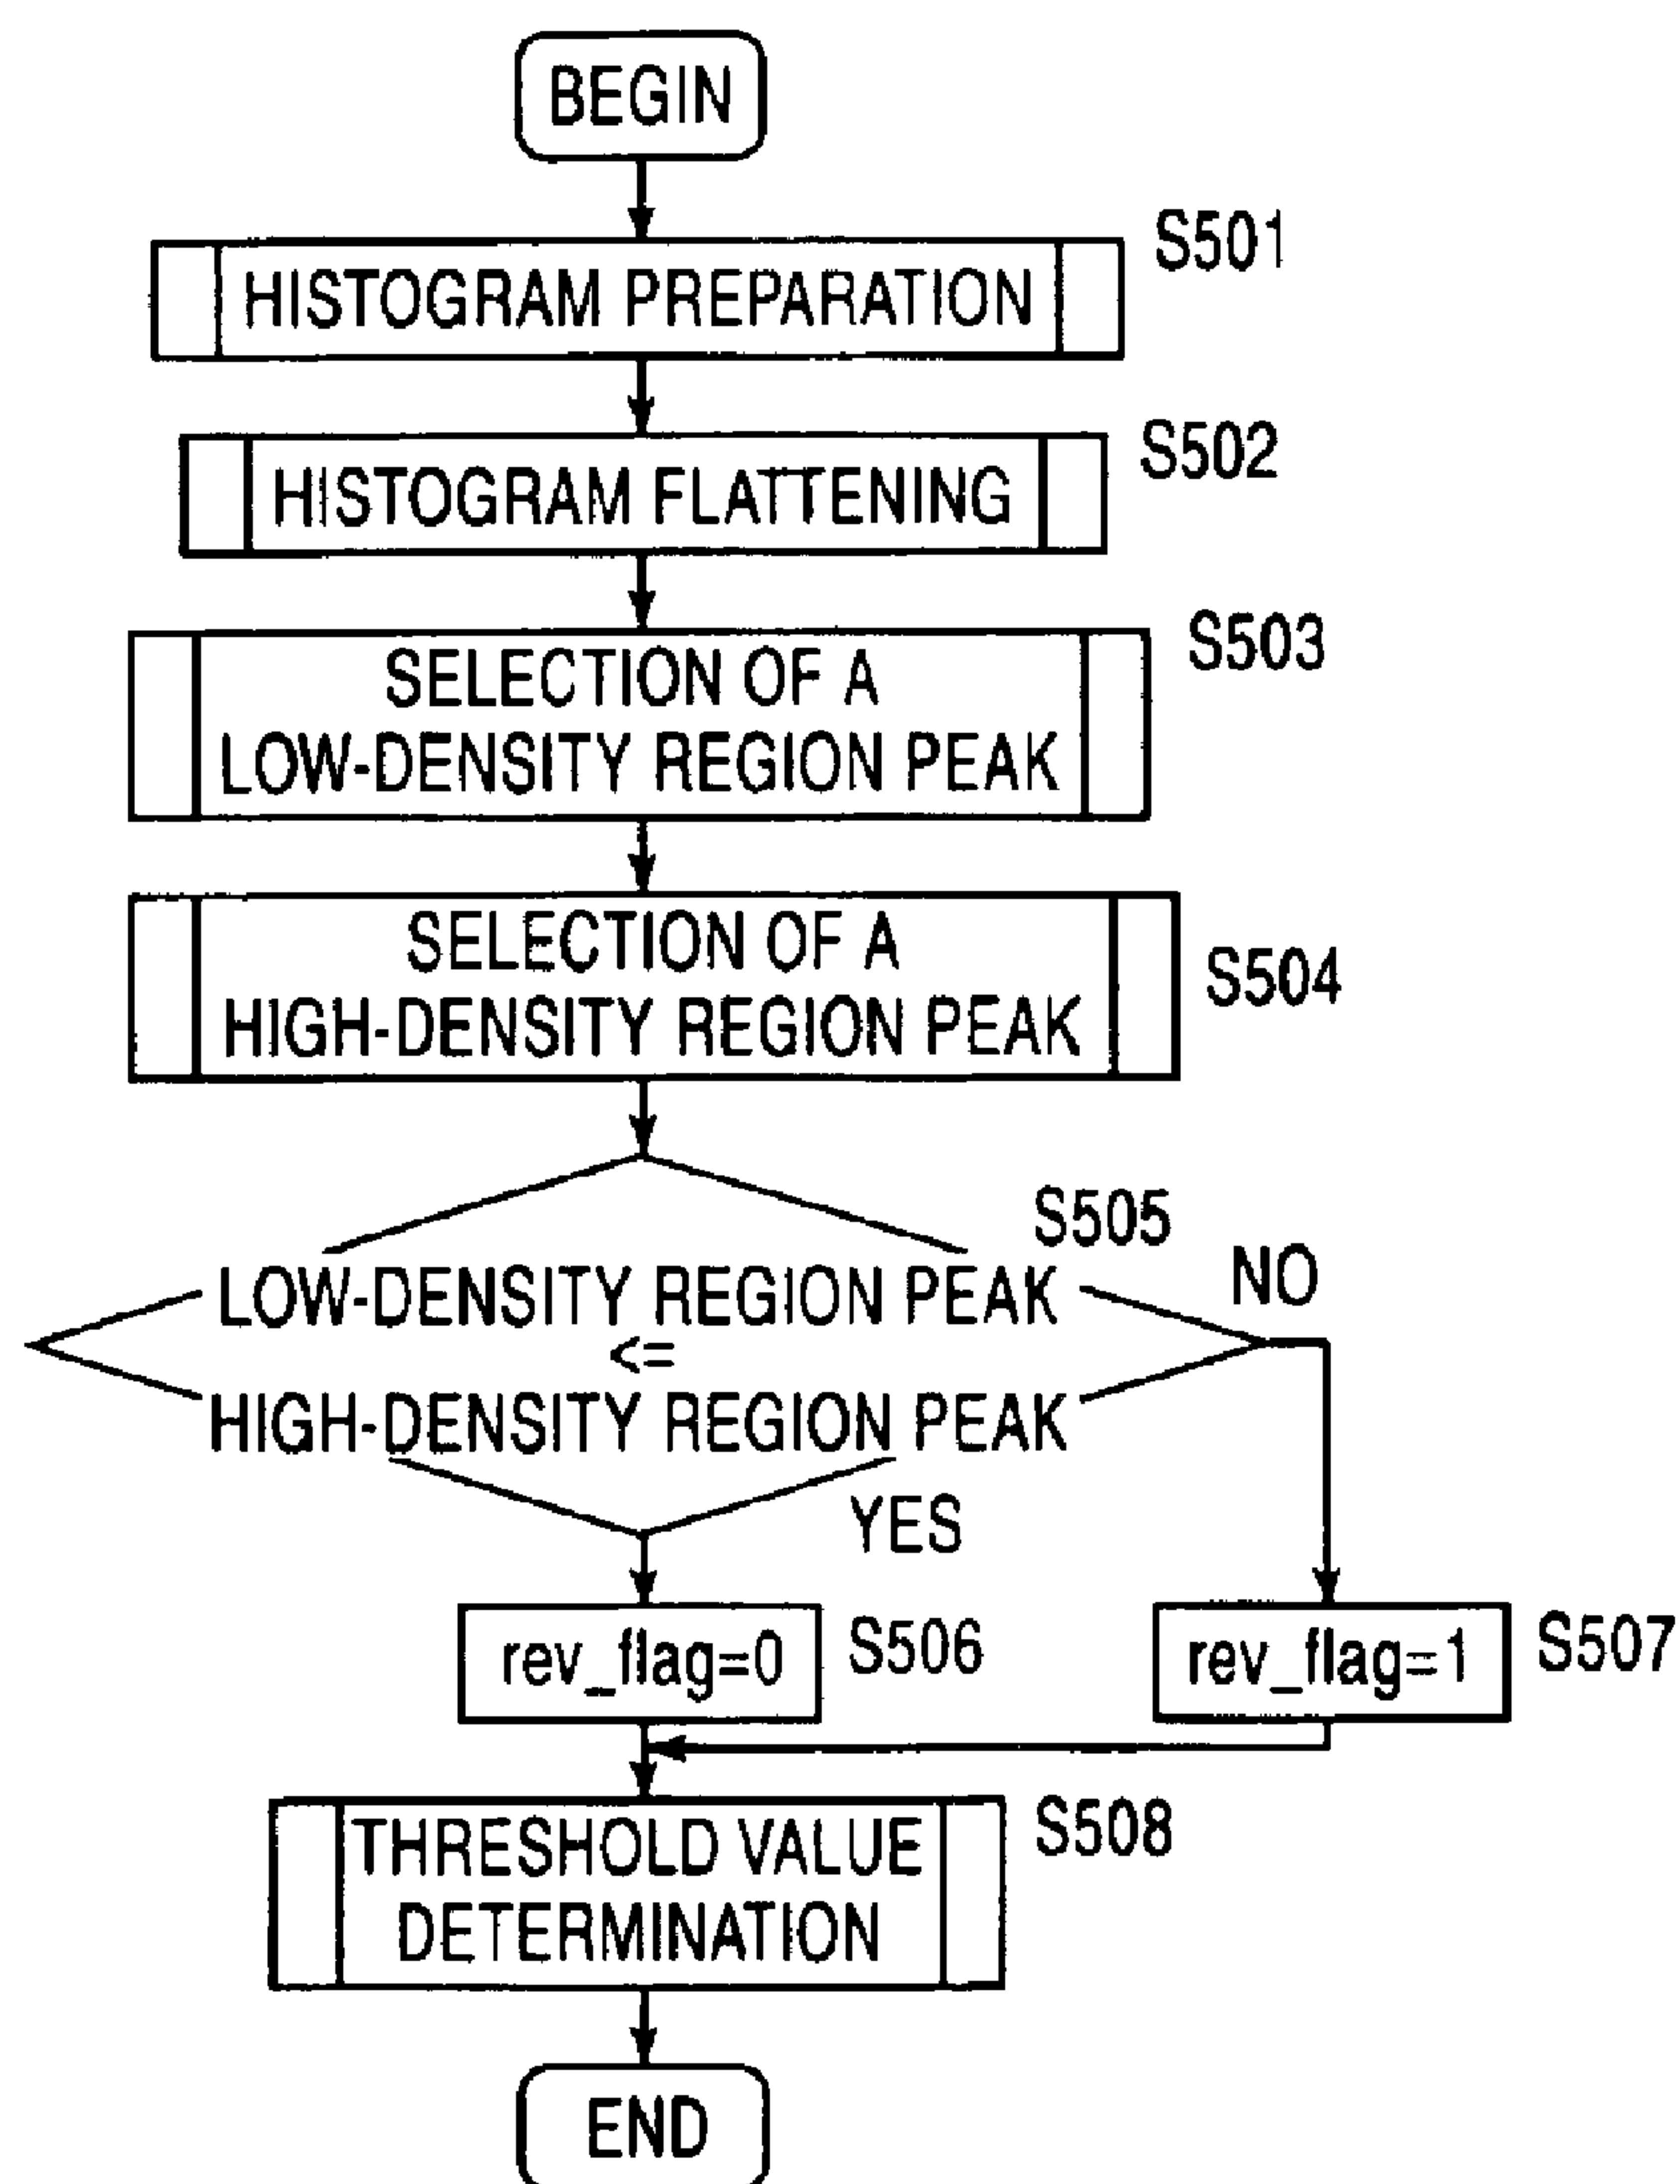 BEGIN
S501
HISTOGRAM PREPARATION
S502
HISTOGRAM FLATTENING
S503
SELECTION OF A
LOW-DENSITY REGION PEAK
SELECTION OF A
HIGH-DENSITY REGION PEAK
S504
S505
NO
LOW-DENSITY REGION PEAK
<=
HIGH-DENSITY REGION PEAK
YES
rev_flag=0
S506
rev_flag=1
S507
S508
THRESHOLD VALUE
DETERMINATION
END